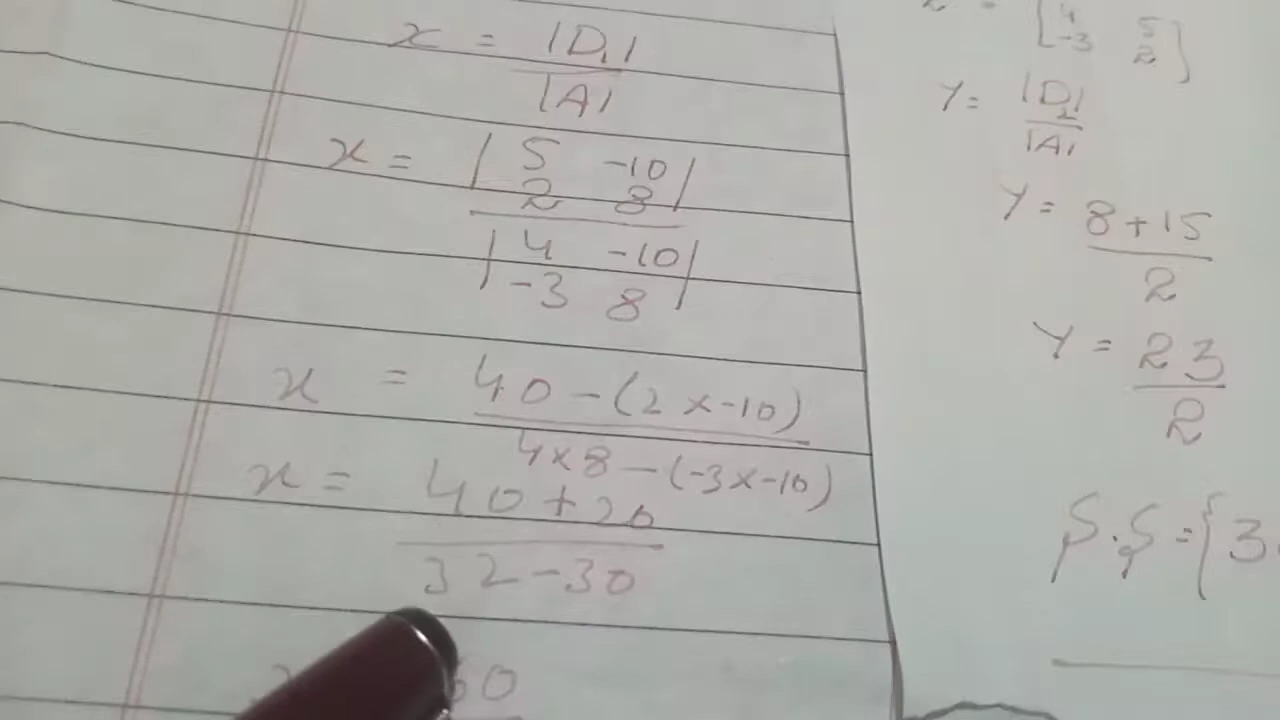 x = |D₁|
|A|
x = | 5 -10 |
| 2 8 |
| 4 -10 |
| -3 8 |
x = 40 - (2 x -10)
4 x 8 - (-3 x -10)
x = 40 + 20
32 - 30
60
[ 4 5
-3 2 ]
Y = |D₂|
|A|
Y = 8 + 15
2
Y = 23
2
S.S = { 3